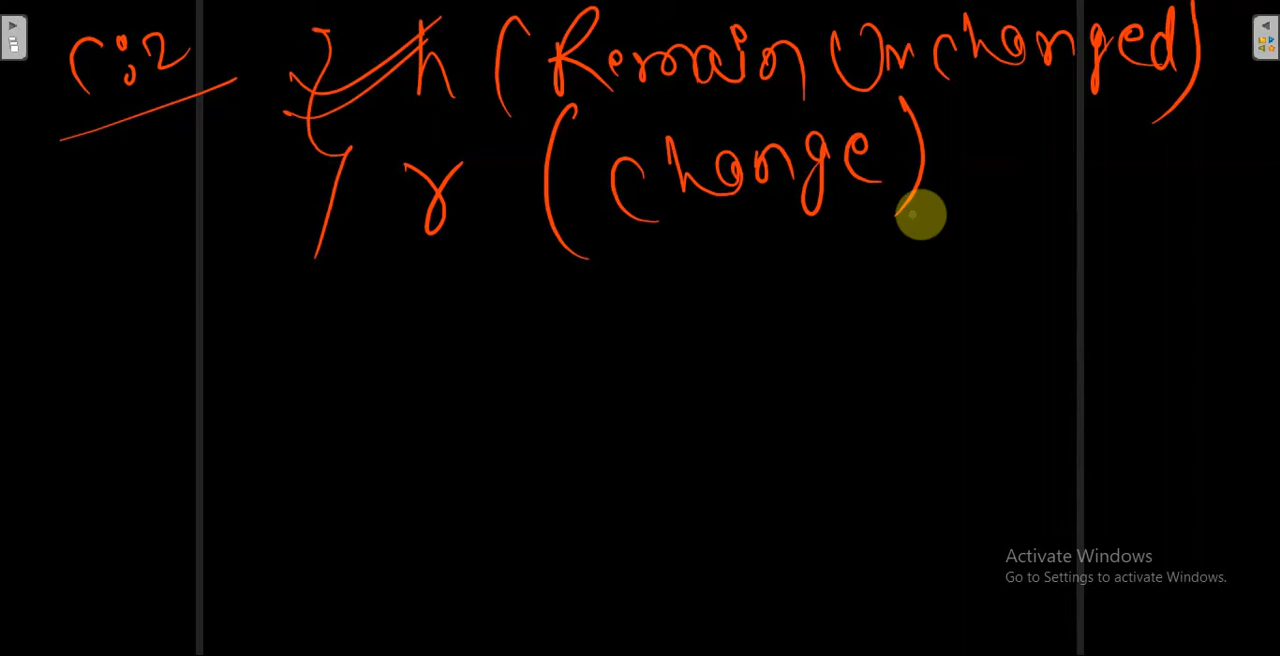 C:2 h (Remain Unchanged)
r (change)
Activate Windows
Go to Settings to activate Windows.